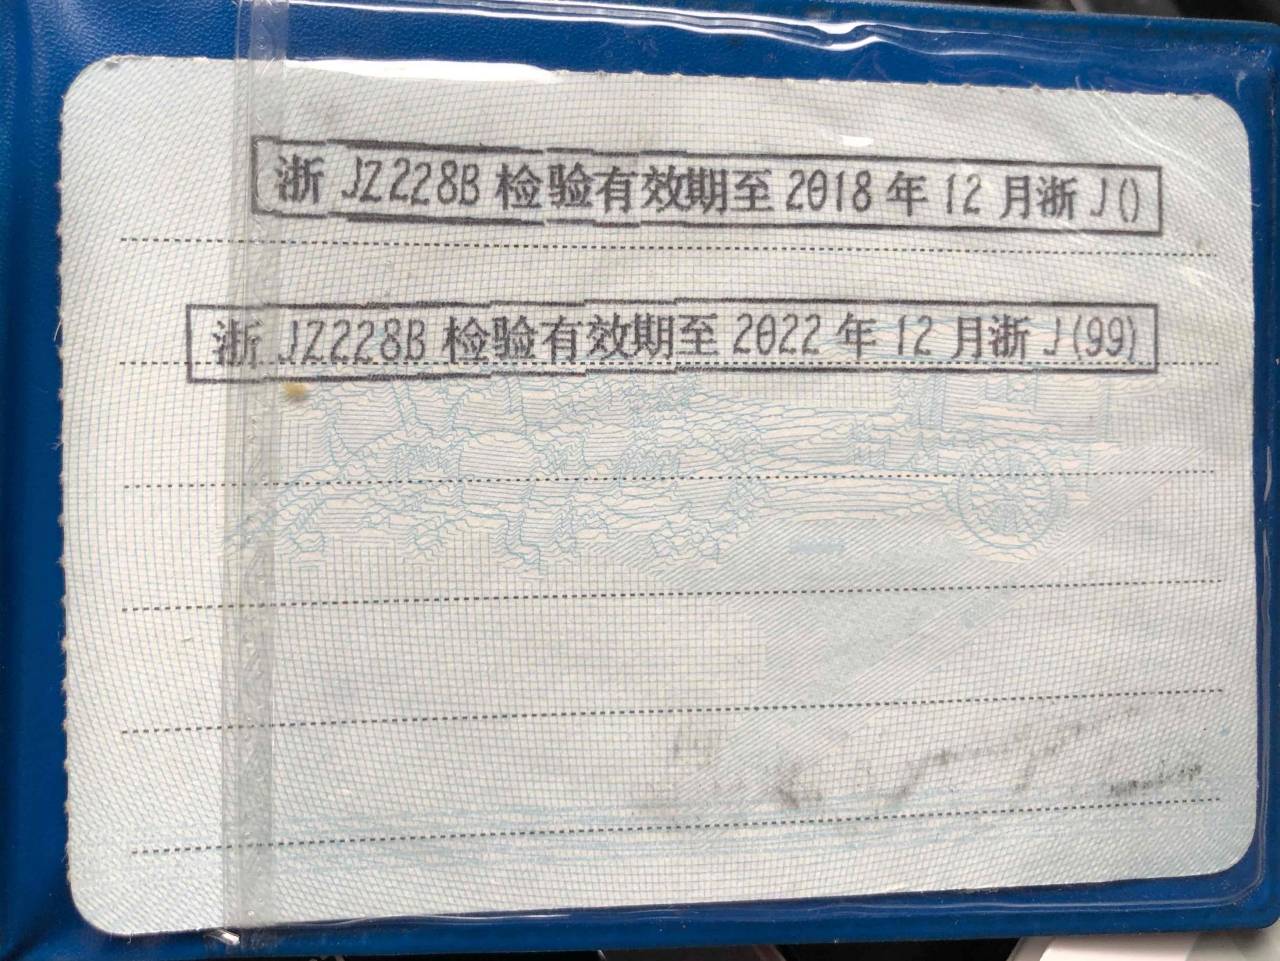 浙 JZ228B 检验有效期至 2018 年 12 月浙 J()
浙 JZ228B 检验有效期至 2022 年 12 月浙 J(99)